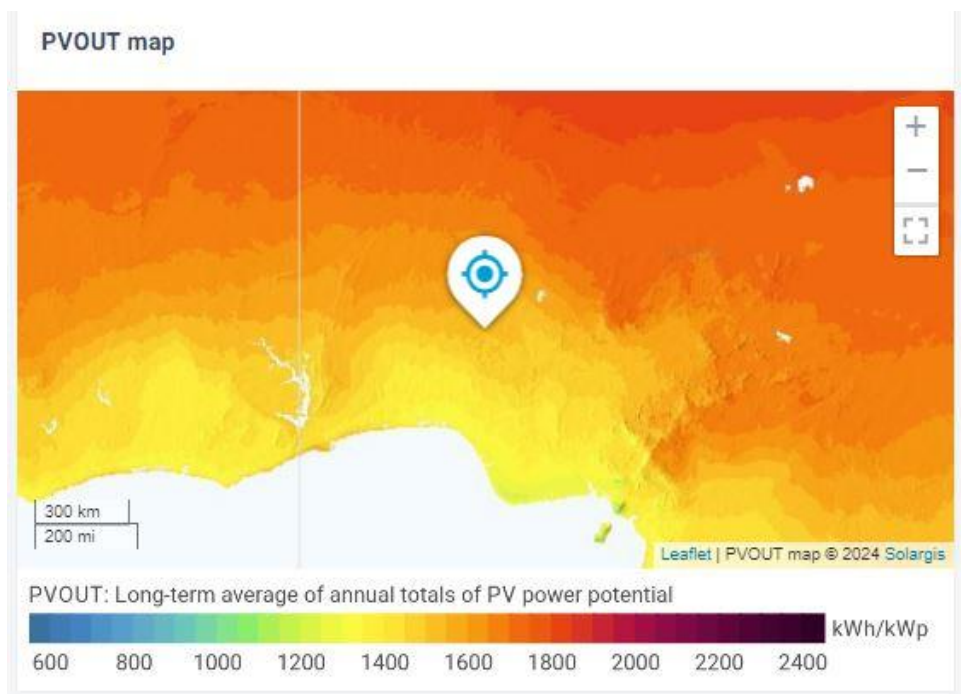 PVOUT map
+
−
300 km
200 mi
Leaflet | PVOUT map © 2024 Solargis
PVOUT: Long-term average of annual totals of PV power potential
kWh/kWp
600 800 1000 1200 1400 1600 1800 2000 2200 2400